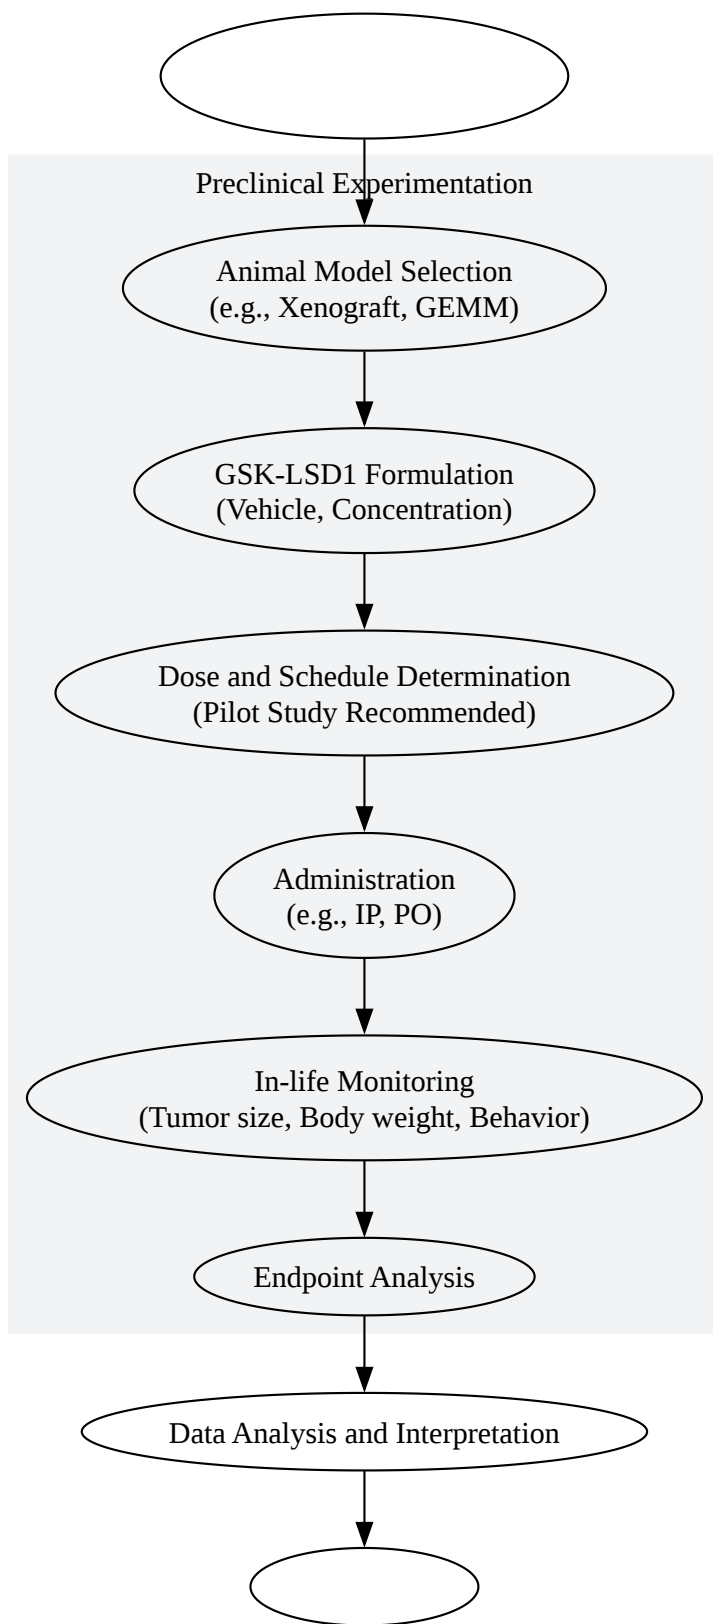 Preclinical Experimentation
Animal Model Selection
(e.g., Xenograft, GEMM)
GSK-LSD1 Formulation
(Vehicle, Concentration)
Dose and Schedule Determination
(Pilot Study Recommended)
Administration
(e.g., IP, PO)
In-life Monitoring
(Tumor size, Body weight, Behavior)
Endpoint Analysis
Data Analysis and Interpretation